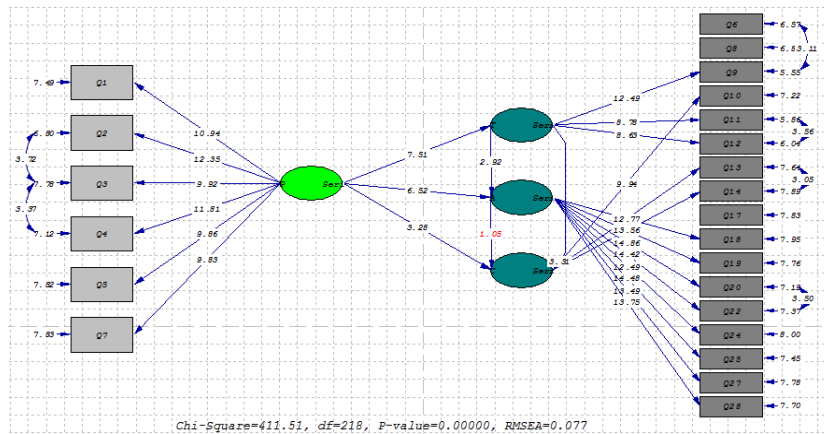 7.49 Q1
6.80 Q2
3.72
7.78 Q3
3.37
7.12 Q4
7.82 Q5
7.83 Q7
10.94
12.35
9.92
11.81
9.86
9.83
7.51
6.52
3.28
2.92
1.05
12.49
8.78
8.63
9.94
3.31
12.77
13.56
14.86
14.42
12.49
14.48
13.49
13.75
Q6 6.57
Q8
3.11
Q9 5.55
Q10 7.22
Q11 5.86
3.56
Q12 6.04
Q13 7.64
3.05
Q14 7.89
Q17 7.83
Q18 7.95
Q19 7.76
Q20 7.19
3.50
Q22 7.37
Q24 8.00
Q25 7.45
Q27 7.78
Q28 7.70
Chi-Square=411.51, df=218, P-value=0.00000, RMSEA=0.077